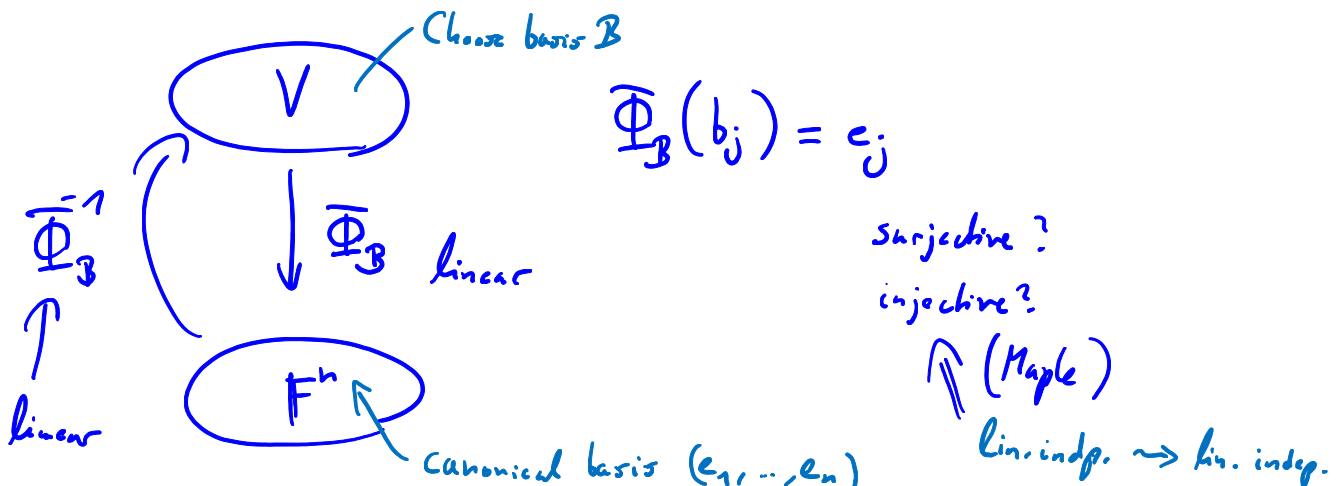 Choose basis B
V
Φ_B(b_j) = e_j
Φ_B^{-1}
Φ_B linear
surjective?
injective?
(Maple)
F^n
linear
canonical basis (e_1, ..., e_n)
lin. indp. ⇝ lin. indep.